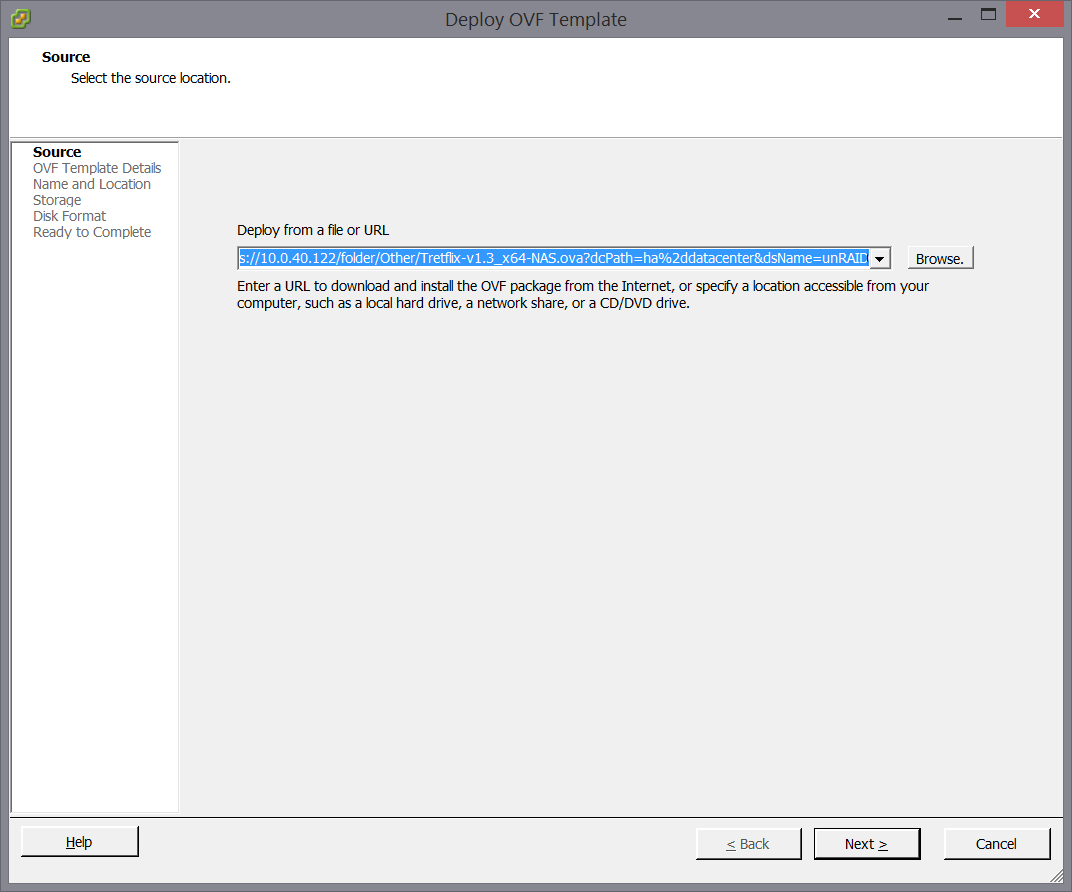 Deploy OVF Template
Source
Select the source location.
Source
OVF Template Details
Name and Location
Storage
Disk Format
Ready to Complete
Deploy from a file or URL
s://10.0.40.122/folder/Other/Tretflix-v1.3_x64-NAS.ova?dcPath=ha%2ddatacenter&dsName=unRAID
Browse.
Enter a URL to download and install the OVF package from the Internet, or specify a location accessible from your
computer, such as a local hard drive, a network share, or a CD/DVD drive.
Help
< Back
Next >
Cancel